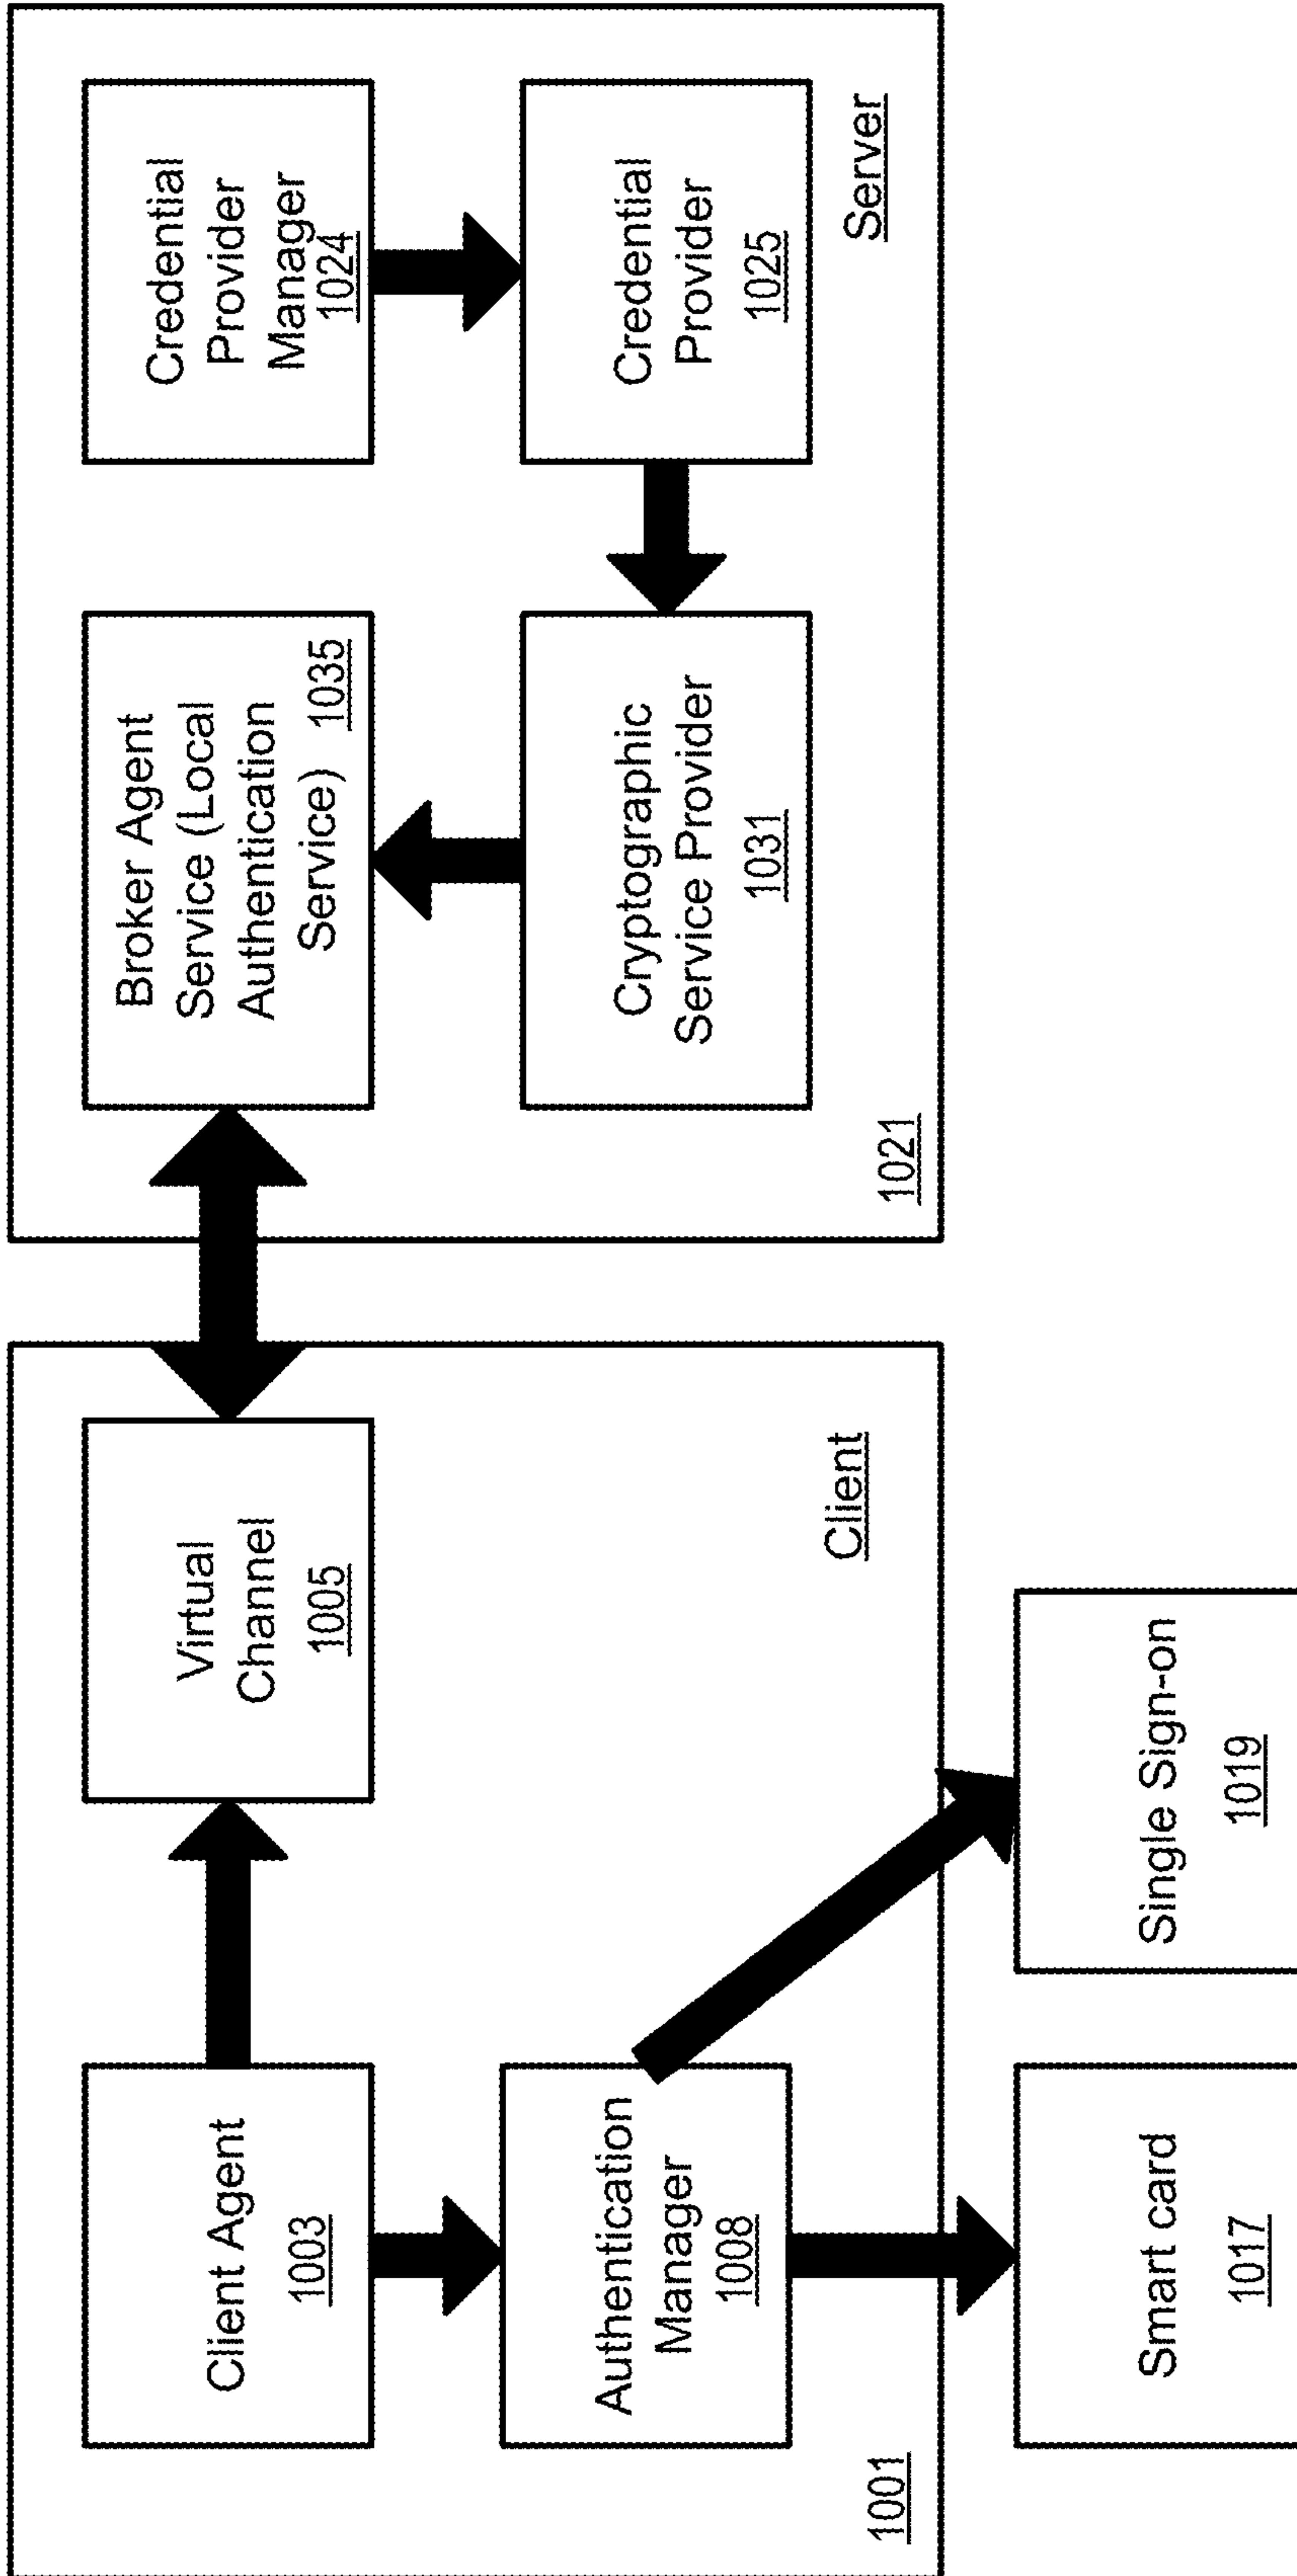 Client Agent
1003
Virtual
Channel
1005
Authentication
Manager
1008
Client
1001
Smart card
1017
Single Sign-on
1019
Broker Agent
Service (Local
Authentication
Service) 1035
Credential
Provider
Manager
1024
Cryptographic
Service Provider
1031
Credential
Provider
1025
Server
1021